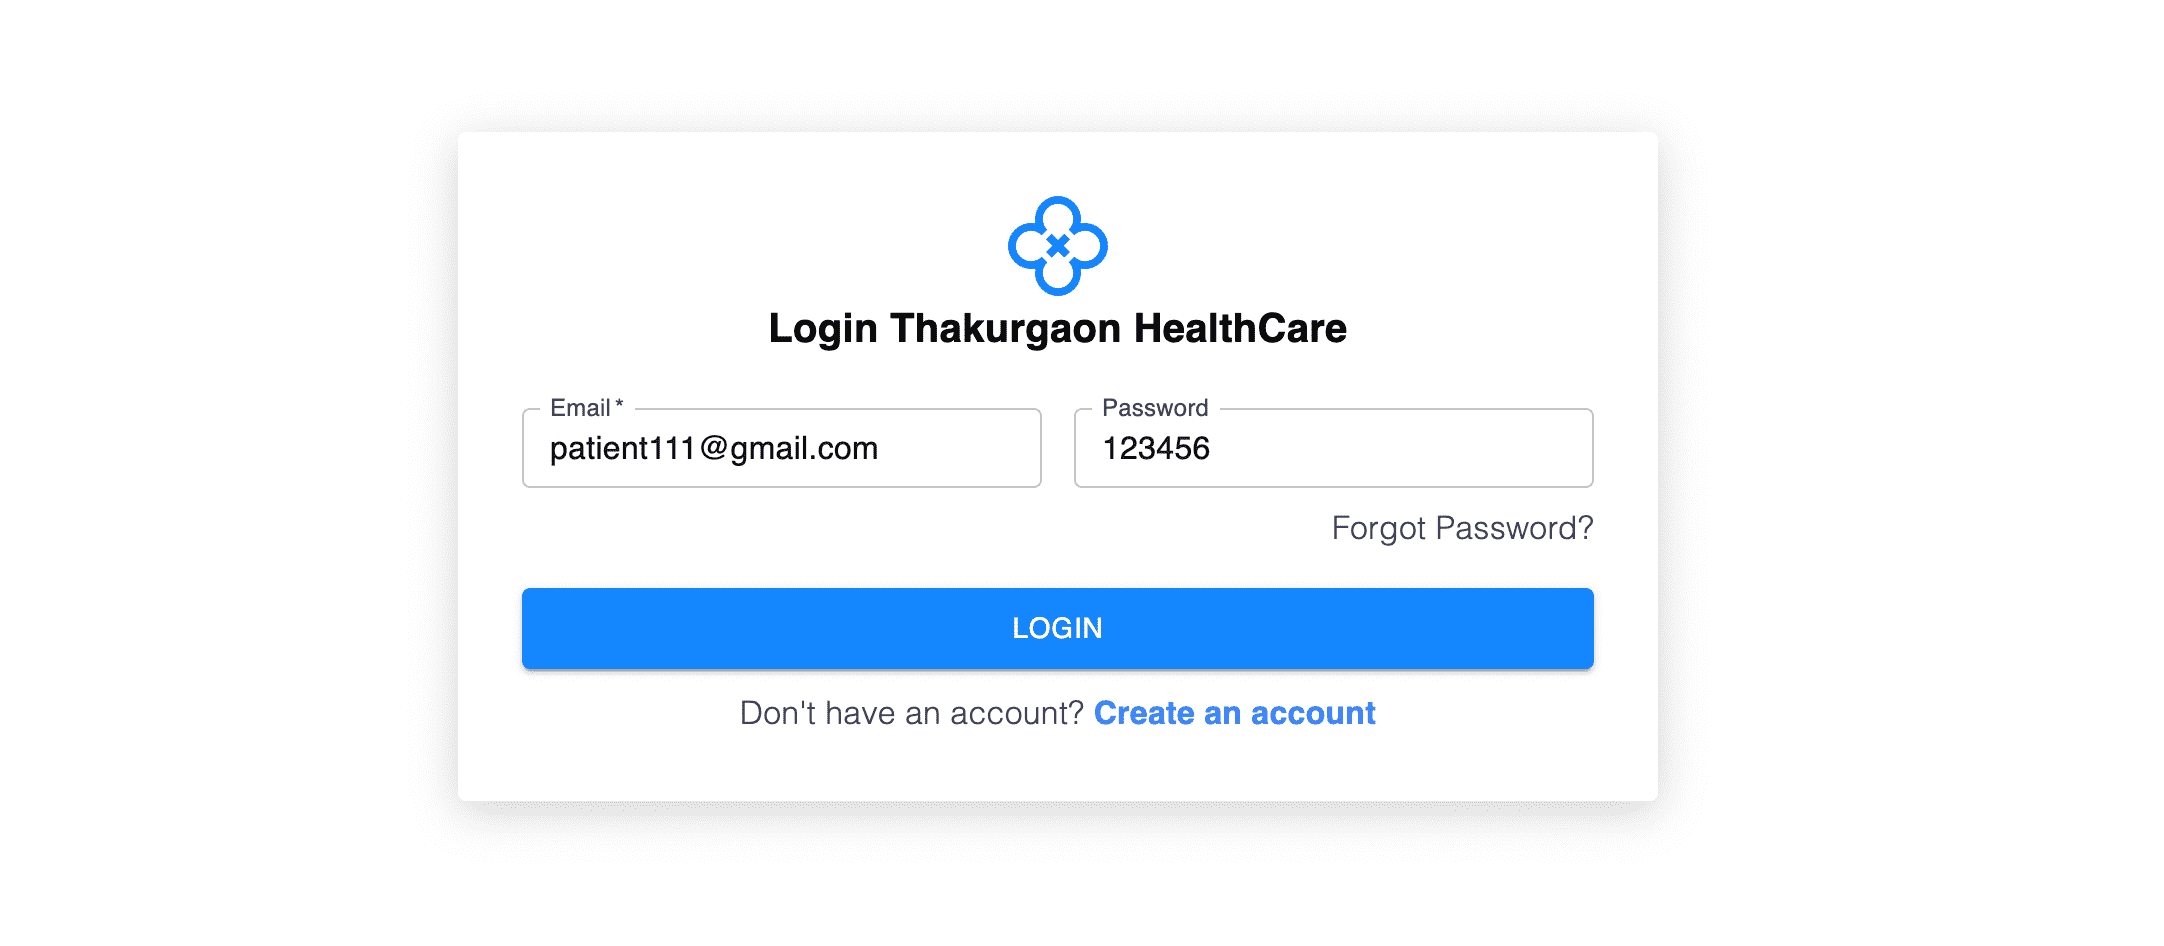 Login Thakurgaon HealthCare
Email *
patient111@gmail.com
Password
123456
Forgot Password?
LOGIN
Don't have an account? Create an account